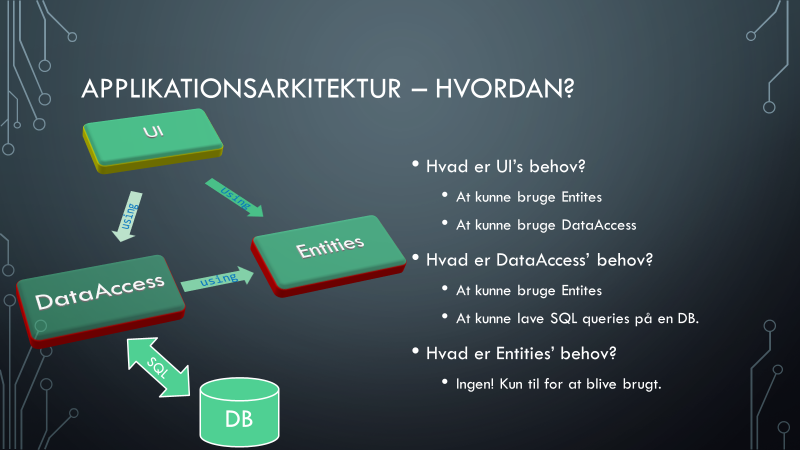 APPLIKATIONSARKITEKTUR – HVORDAN?
UI
using
using
DataAccess
using
Entities
SQL
DB
• Hvad er UI's behov?
• At kunne bruge Entites
• At kunne bruge DataAccess
• Hvad er DataAccess' behov?
• At kunne bruge Entites
• At kunne lave SQL queries på en DB.
• Hvad er Entities' behov?
• Ingen! Kun til for at blive brugt.